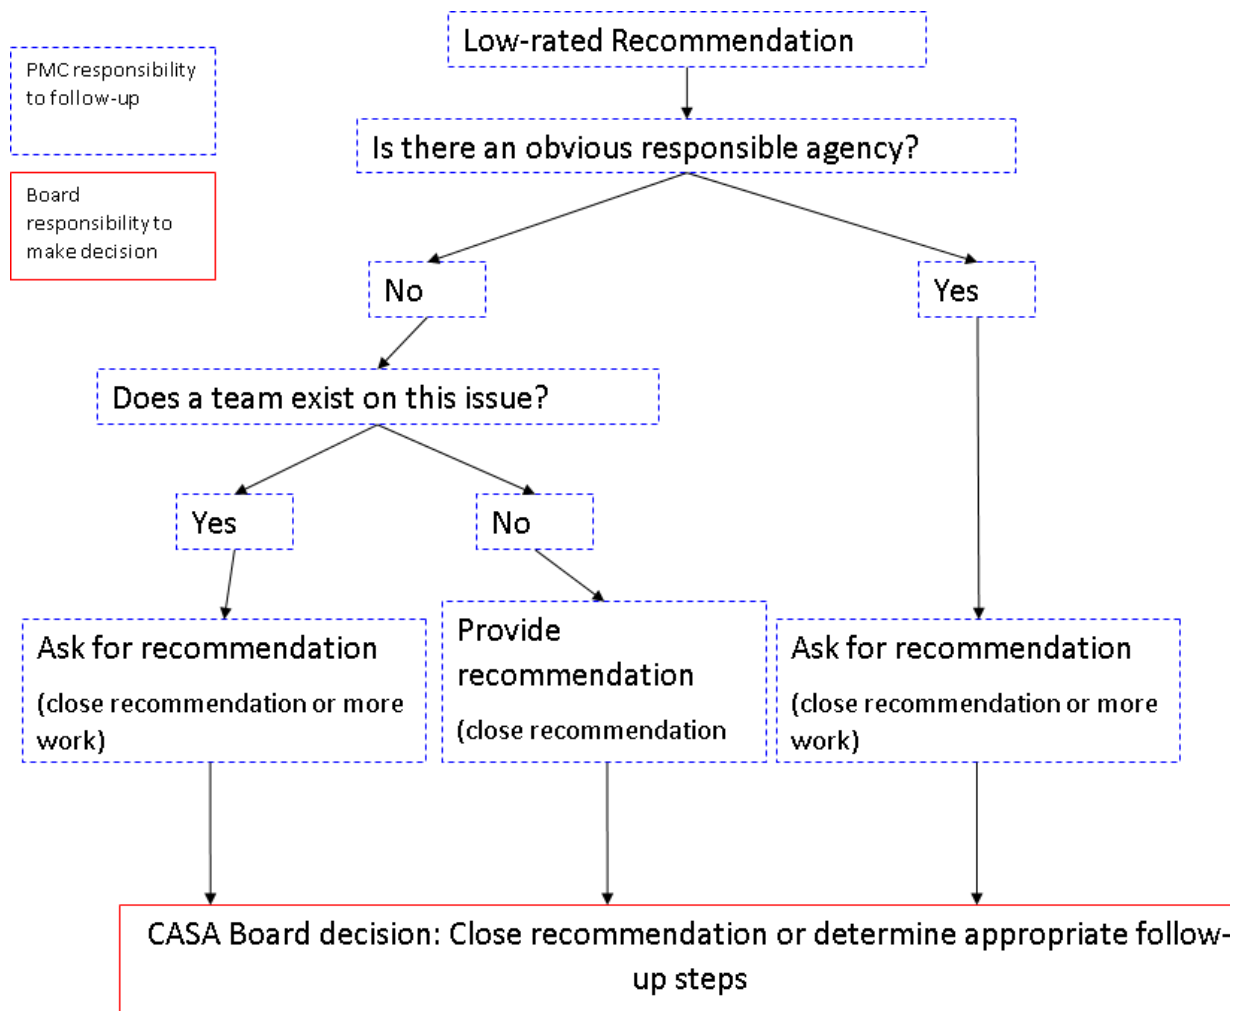 Low-rated Recommendation
PMC responsibility
to follow-up
Is there an obvious responsible agency?
Board
responsibility to
make decision
No
Yes
Does a team exist on this issue?
Yes
No
Ask for recommendation
(close recommendation or more
work)
Provide
recommendation
(close recommendation
Ask for recommendation
(close recommendation or more
work)
CASA Board decision: Close recommendation or determine appropriate follow-
up steps